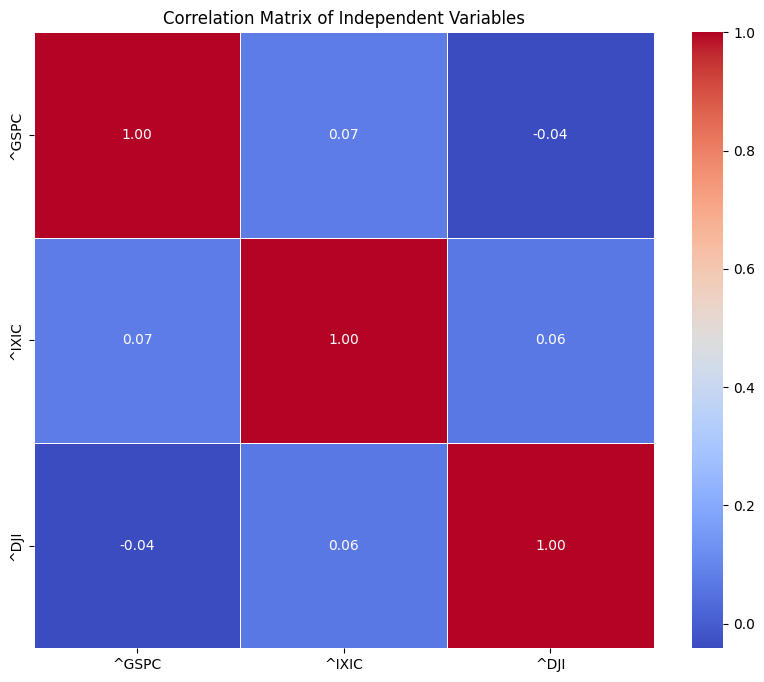 Correlation Matrix of Independent Variables
^GSPC
1.00
0.07
-0.04
^IXIC
0.07
1.00
0.06
^DJI
-0.04
0.06
1.00
^GSPC
^IXIC
^DJI
1.0
0.8
0.6
0.4
0.2
0.0